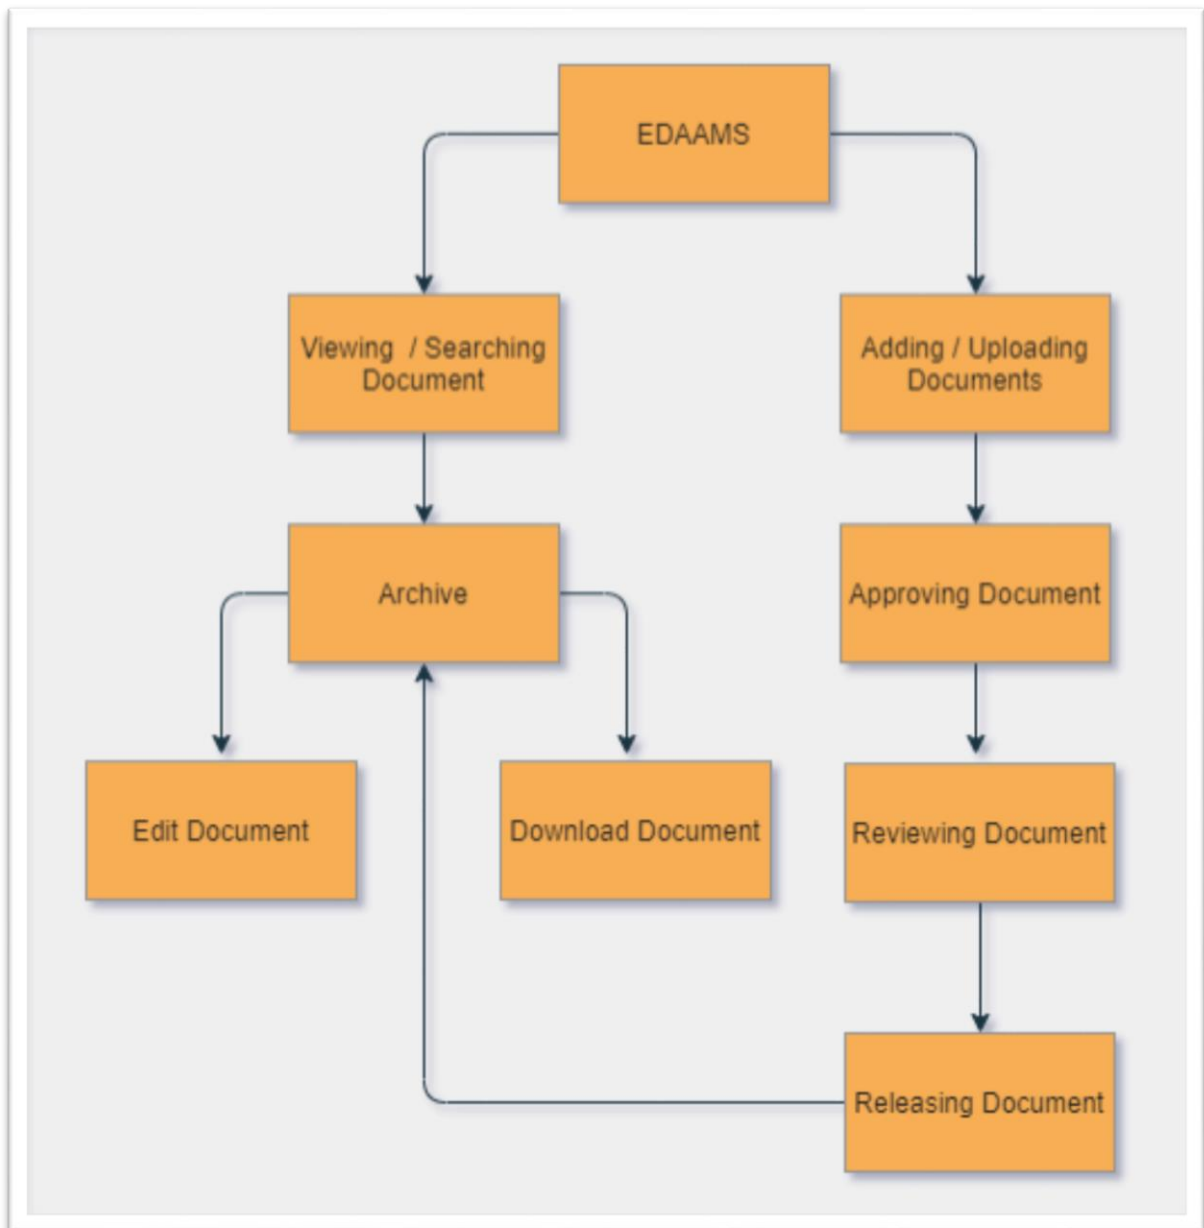 EDAAMS
Viewing / Searching
Document
Adding / Uploading
Documents
Archive
Approving Document
Edit Document
Download Document
Reviewing Document
Releasing Document